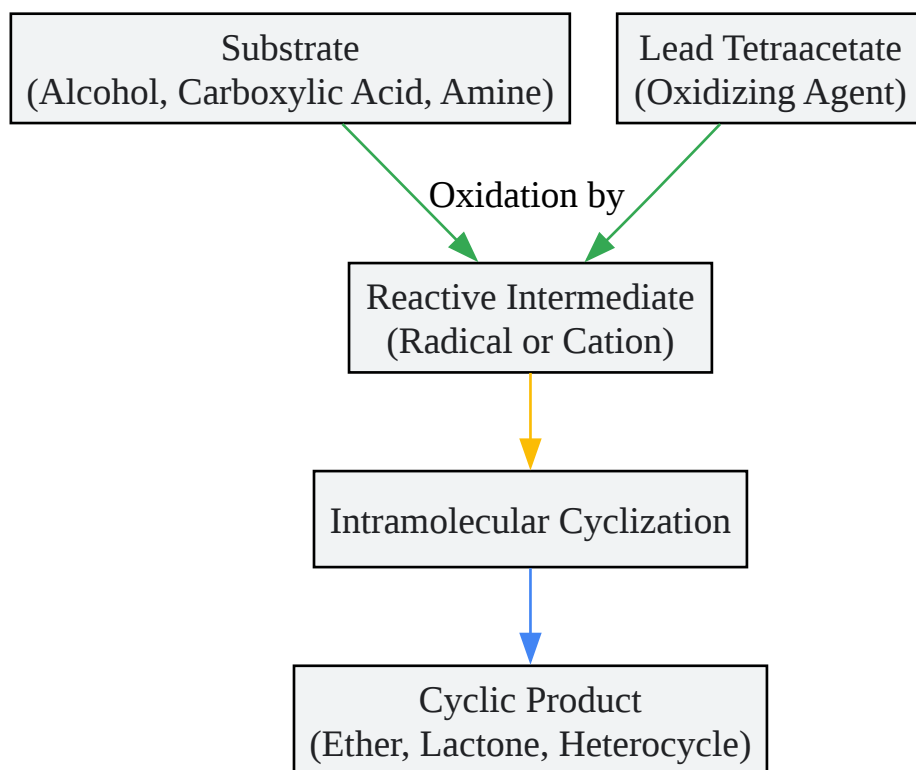 Substrate
(Alcohol, Carboxylic Acid, Amine)
Lead Tetraacetate
(Oxidizing Agent)
Oxidation by
Reactive Intermediate
(Radical or Cation)
Intramolecular Cyclization
Cyclic Product
(Ether, Lactone, Heterocycle)